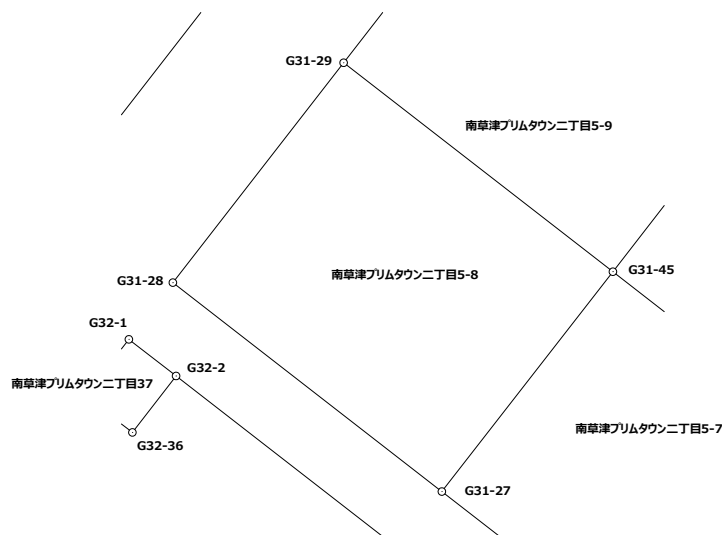 G31-29
南草津プリムタウン二丁目5-9
G31-45
南草津プリムタウン二丁目5-8
G31-28
G32-1
G32-2
南草津プリムタウン二丁目37
G32-36
南草津プリムタウン二丁目5-7
G31-27